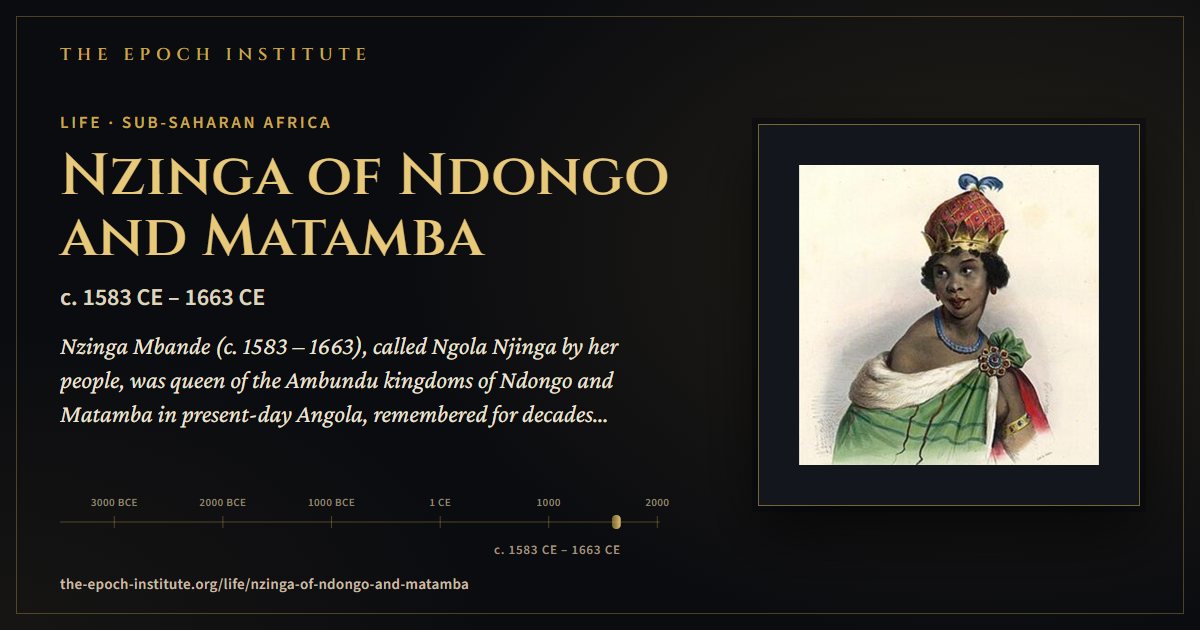 THE EPOCH INSTITUTE
LIFE · SUB-SAHARAN AFRICA
NZINGA OF NDONGO
AND MATAMBA
c. 1583 CE – 1663 CE
Nzinga Mbande (c. 1583 – 1663), called Ngola Njinga by her
people, was queen of the Ambundu kingdoms of Ndongo and
Matamba in present-day Angola, remembered for decades...
3000 BCE 2000 BCE 1000 BCE 1 CE 1000 2000
c. 1583 CE – 1663 CE
the-epoch-institute.org/life/nzinga-of-ndongo-and-matamba